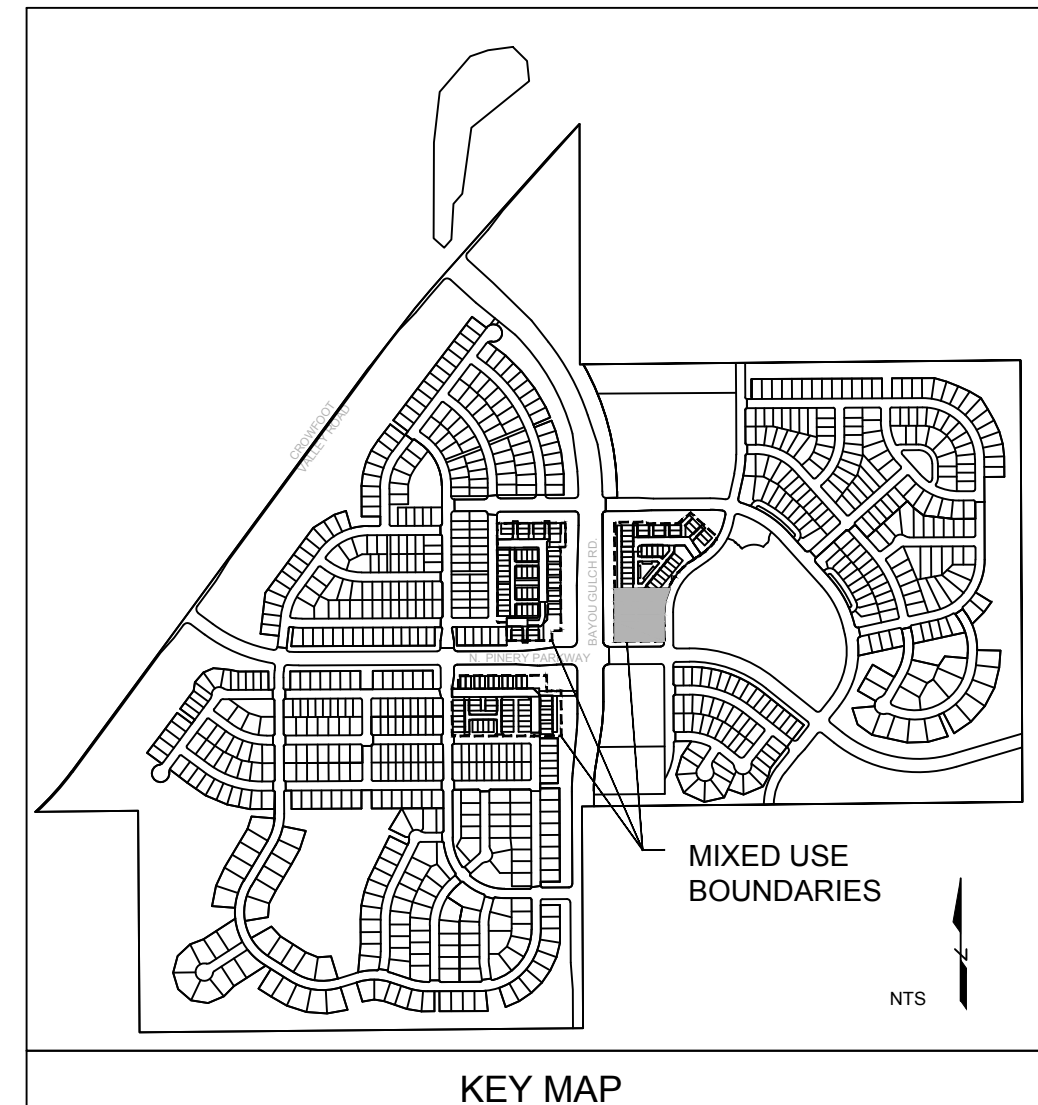 CROWFOOT
VALLEY ROAD
BAYOU GULCH RD.
N. PINERY PARKWAY
MIXED USE
BOUNDARIES
N
NTS
KEY MAP